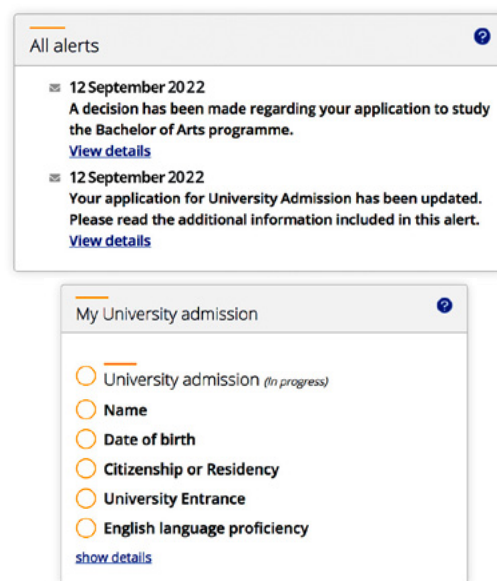 All alerts
?
12 September 2022
A decision has been made regarding your application to study
the Bachelor of Arts programme.
View details
12 September 2022
Your application for University Admission has been updated.
Please read the additional information included in this alert.
View details
My University admission
?
University admission (In progress)
Name
Date of birth
Citizenship or Residency
University Entrance
English language proficiency
show details